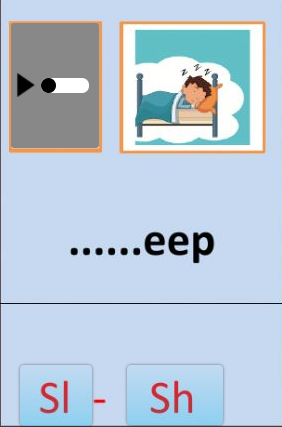 z z z z
......eep
Sl - Sh